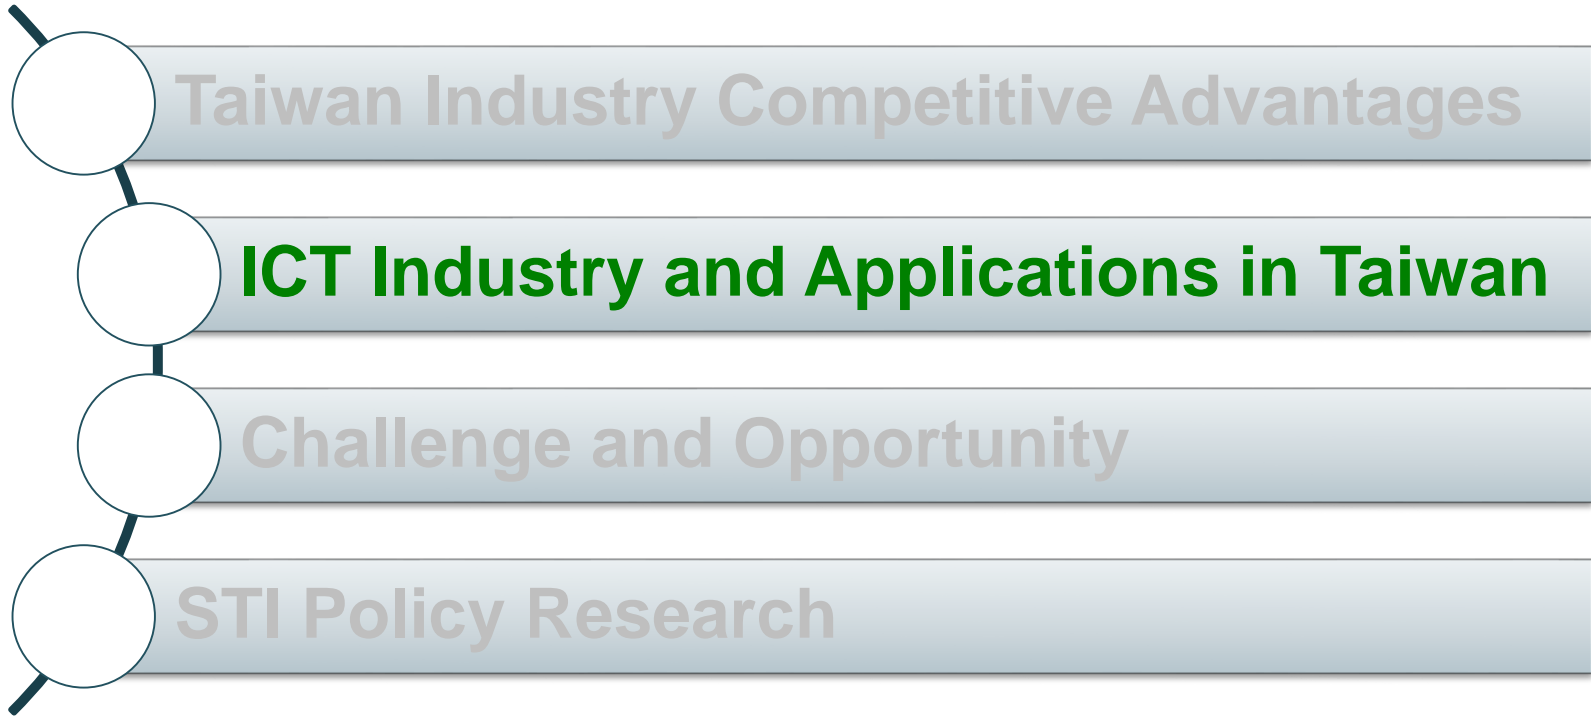 Taiwan Industry Competitive Advantages
ICT Industry and Applications in Taiwan
Challenge and Opportunity
STI Policy Research